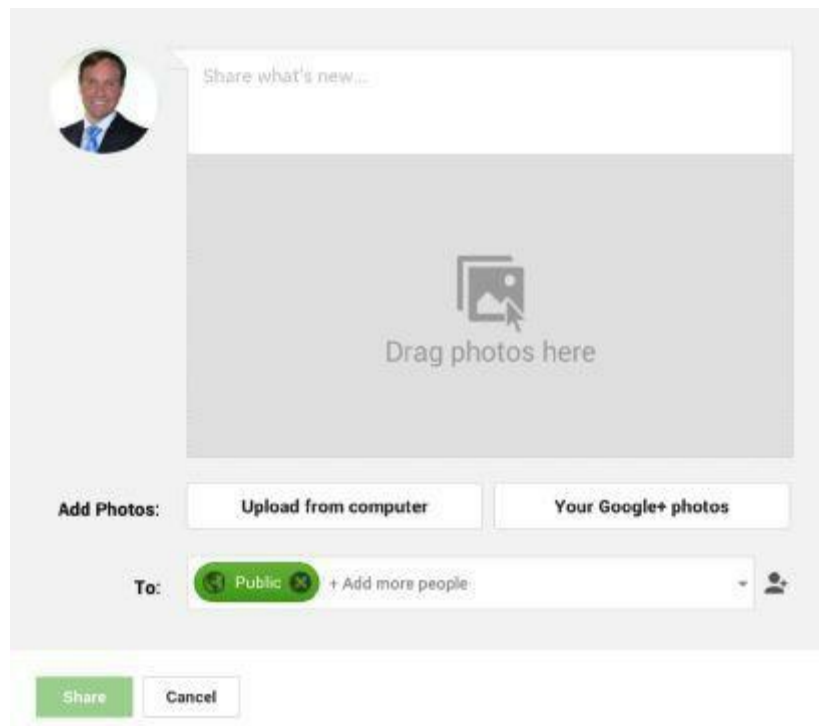 Share what's new...
Drag photos here
Add Photos:
Upload from computer
Your Google+ photos
To:
Public
+ Add more people
Share
Cancel